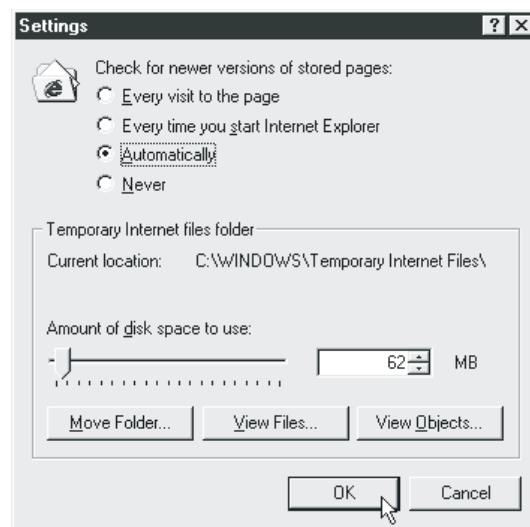 Settings
Check for newer versions of stored pages:
Every visit to the page
Every time you start Internet Explorer
Automatically
Never
Temporary Internet files folder
Current location: C:\WINDOWS\Temporary Internet Files\
Amount of disk space to use:
62 MB
Move Folder... View Files... View Objects...
OK Cancel